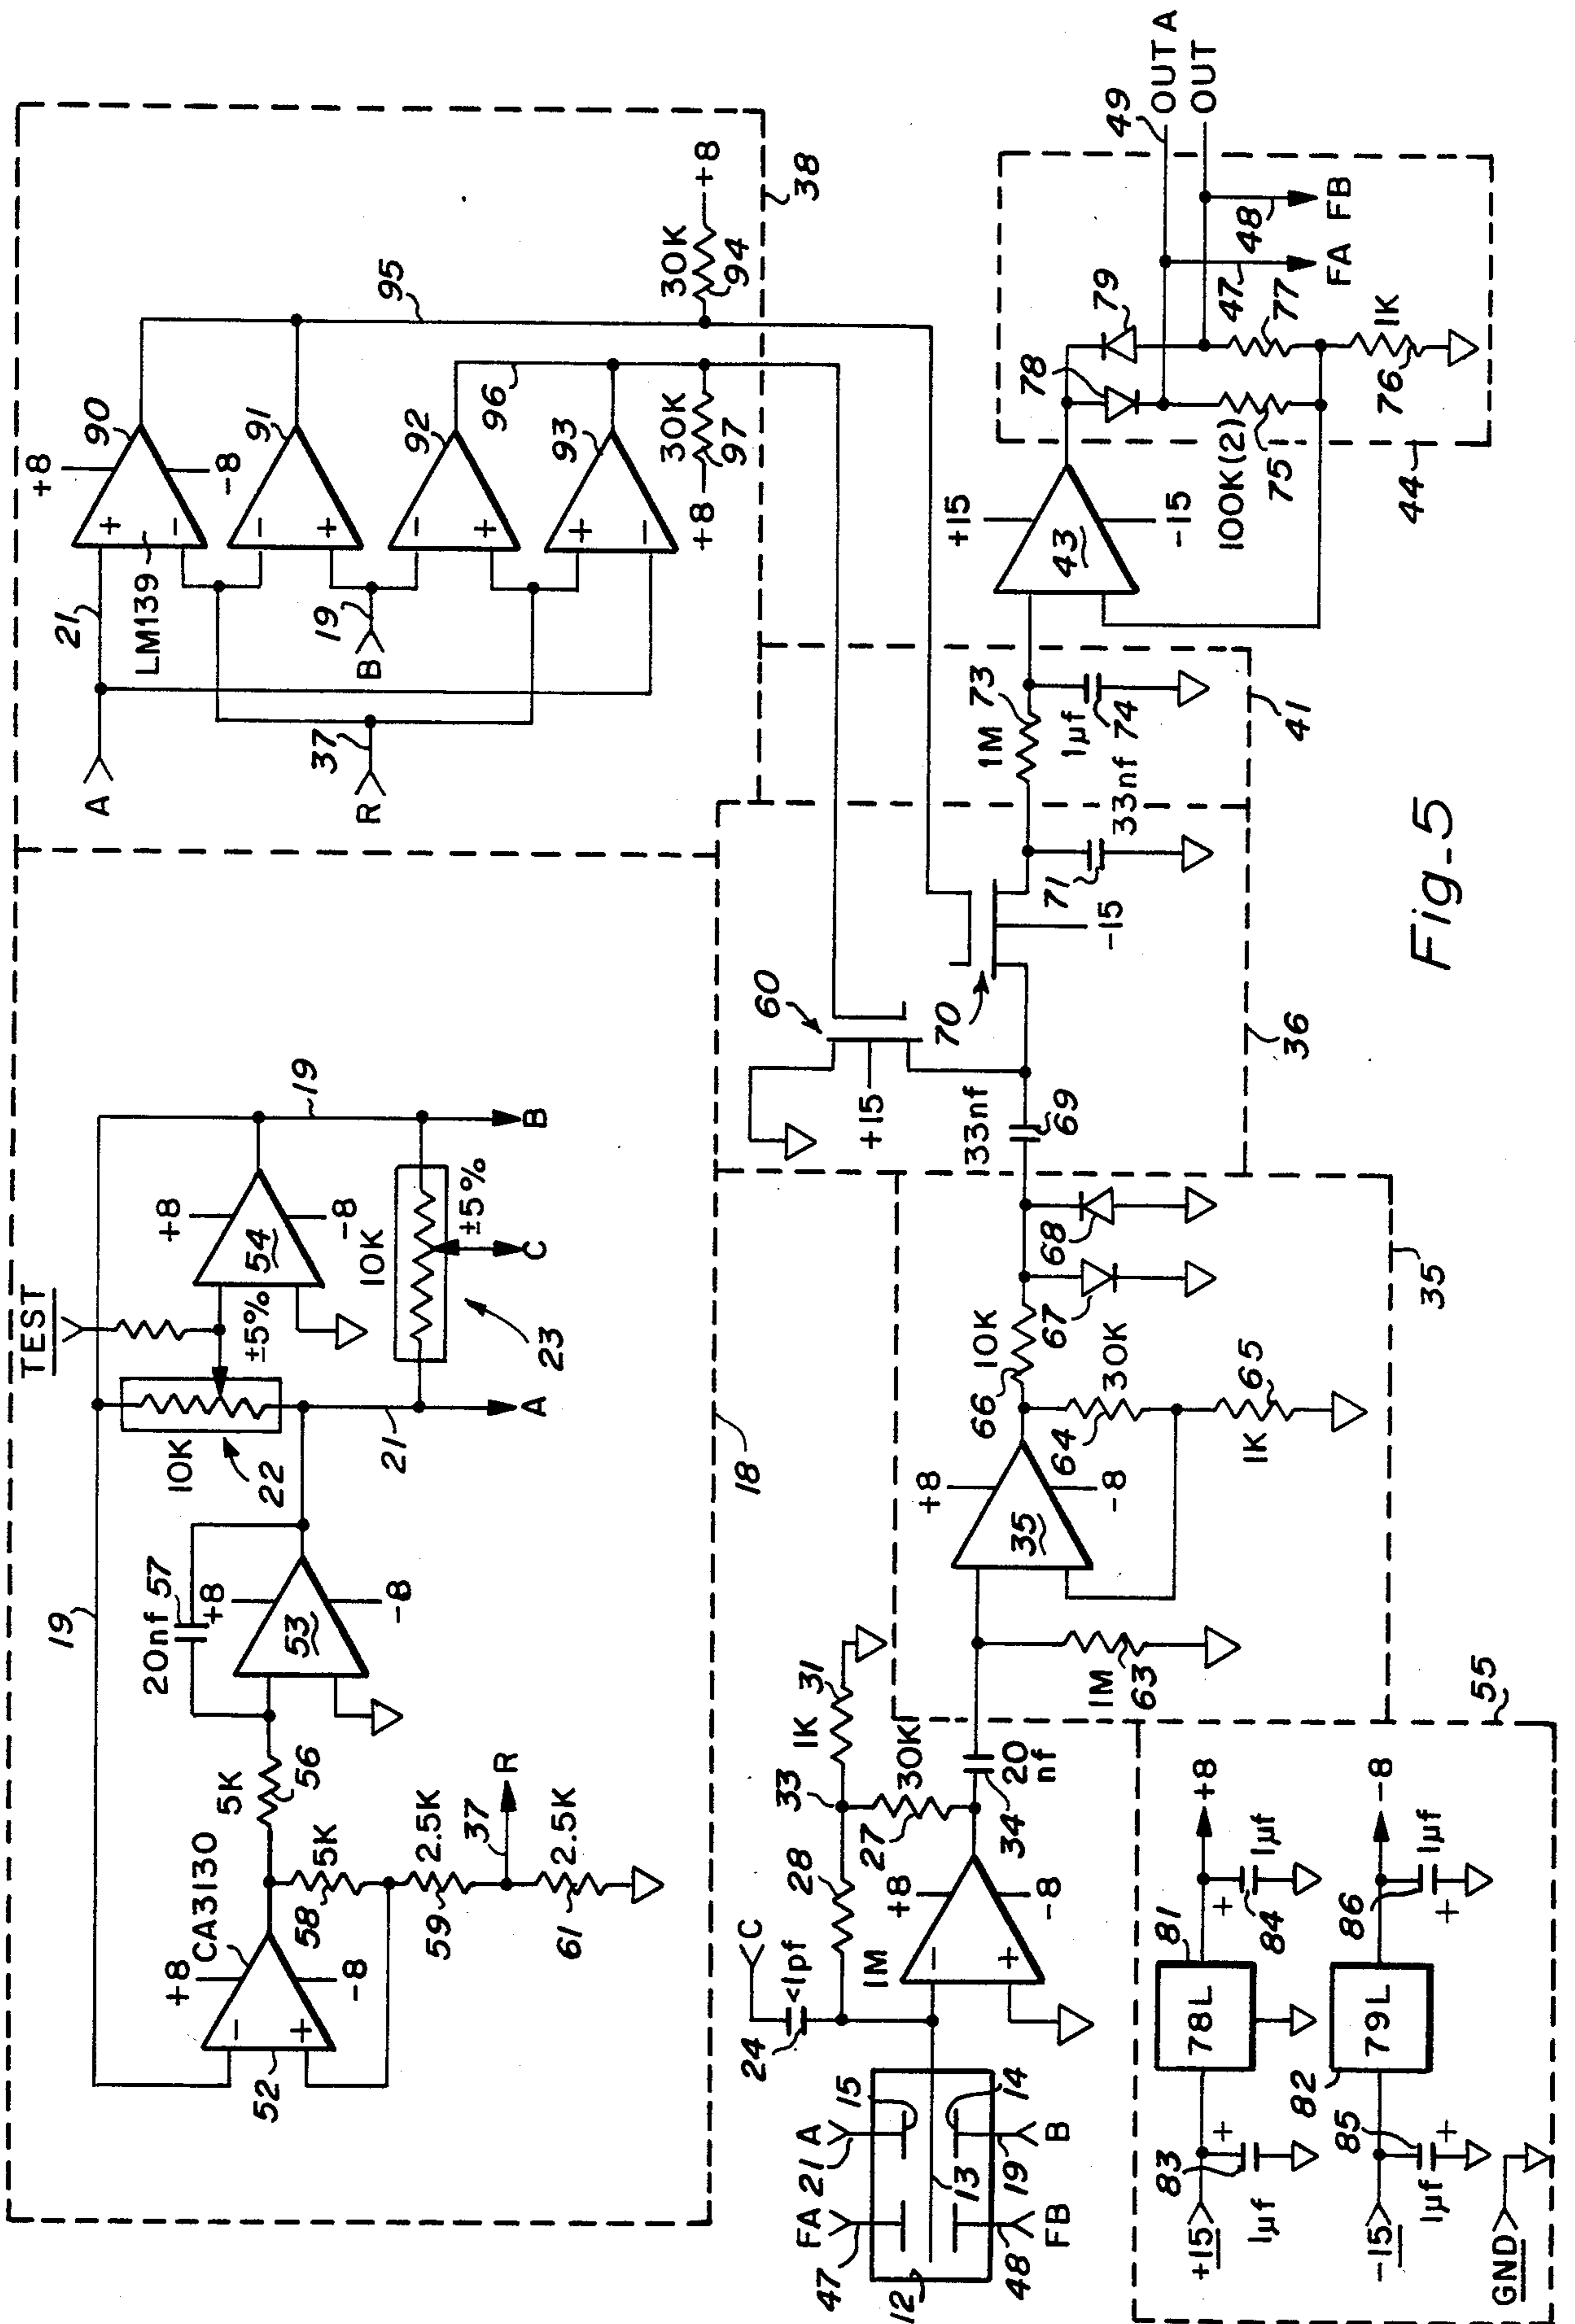 19
20nf 57
+8
53
-8
10K
22
TEST
±5%
+8
54
-8
19
21
10K
±5%
23
A
C
B
+8
CA3130
52
-
+
-8
5K
56
5K
58
2.5K
59
37
R
2.5K
61
18
A
21
LM139
+8
90
+
-
-8
91
-
+
92
-
+
93
+
-
19
B
37
R
95
96
30K
94
+8
30K
97
+8
38
FA
21 A
47
15
14
13
12
48
19
FB
B
24
<1pf
C
28
1M
33
1K
31
30K
27
+8
-8
-
+
34
20
nf
1M
63
+8
35
-8
66
10K
64
30K
1K
65
67
68
35
133nf
69
60
+15
70
-15
71
33nf
36
1M
73
1µf
74
41
+15
43
-15
78
79
100K(2)
75
77
76
1K
47
48
FA
FB
44
49
OUTA
OUT
+15
83
1µf
+
78L
81
84
+
1µf
+8
-15
85
1µf
+
79L
82
86
+
1µf
-8
GND
55
Fig_5